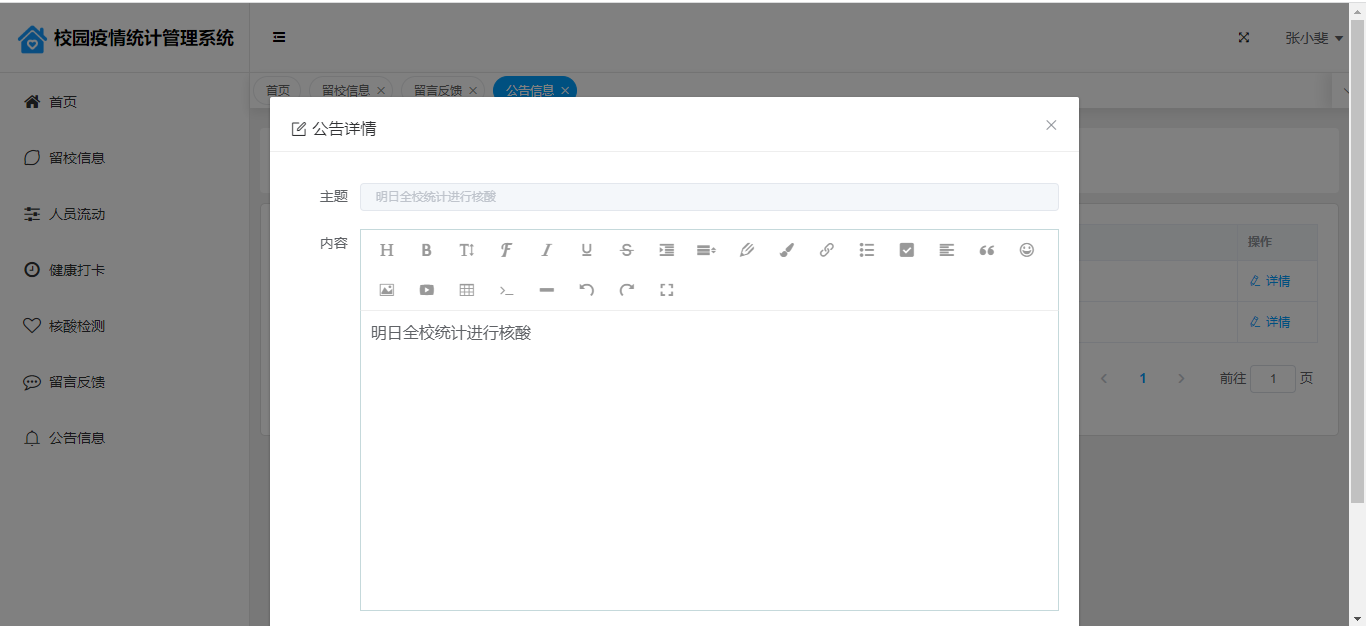 校园疫情统计管理系统
张小斐
首页
留校信息
留言反馈
公告信息
首页
留校信息
人员流动
健康打卡
核酸检测
留言反馈
公告信息
公告详情
主题
明日全校统计进行核酸
内容
明日全校统计进行核酸
操作
详情
详情
1
前往 1 页